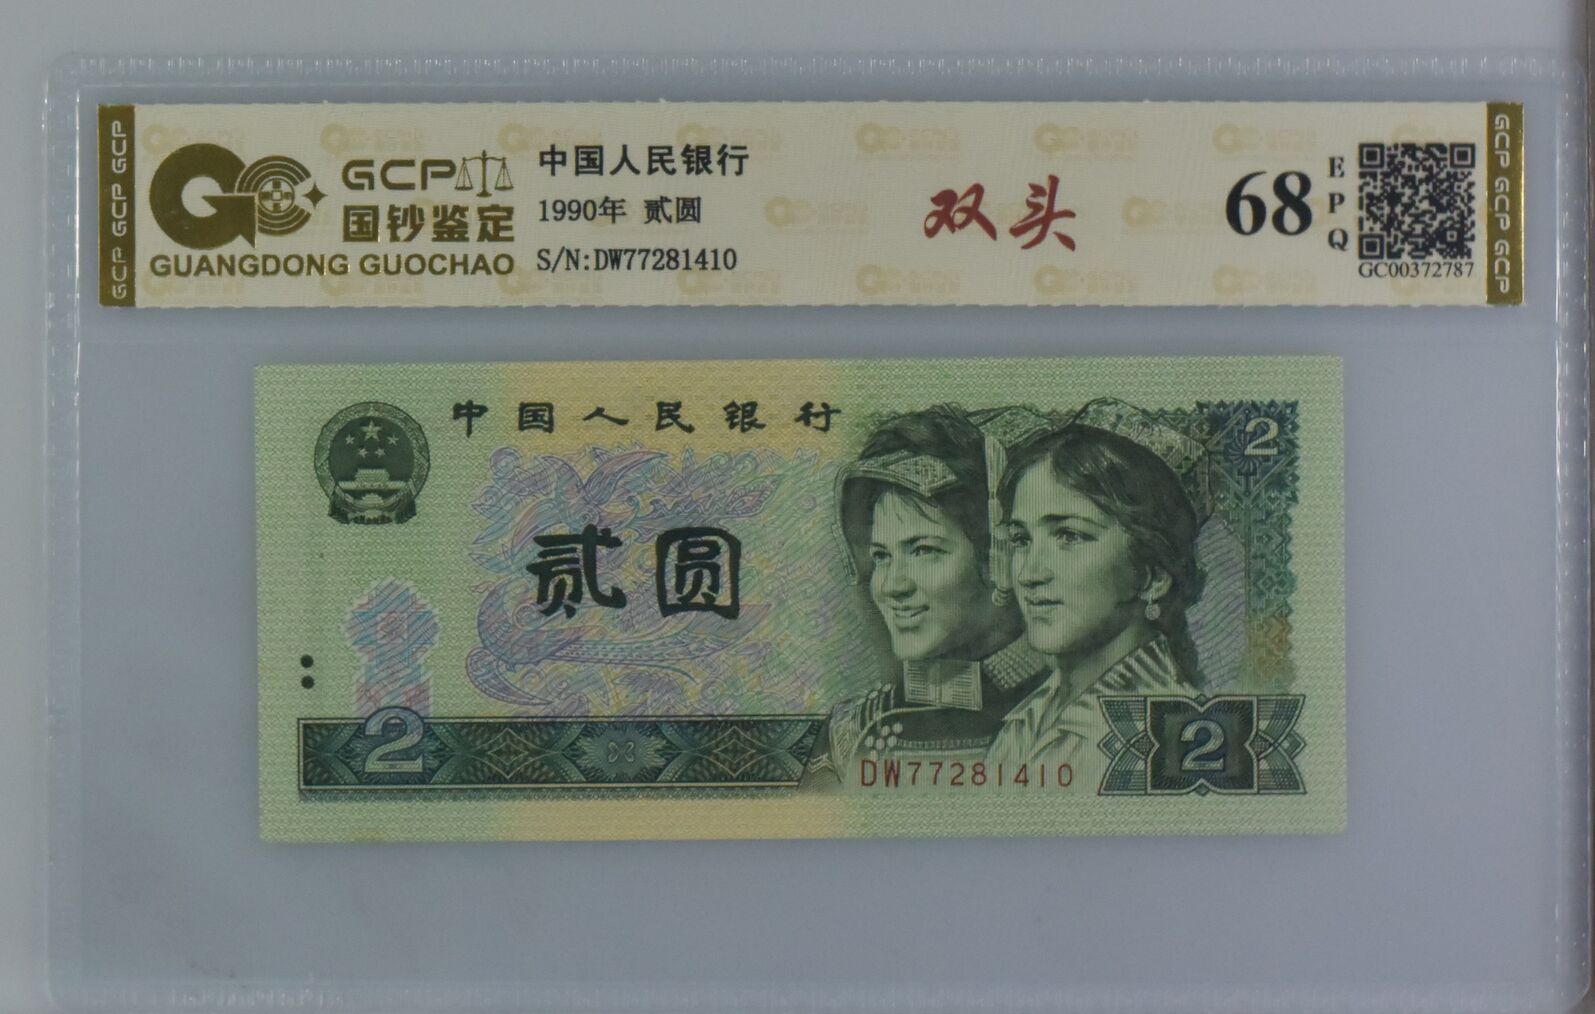 GCP GCP GCP
GCP
国钞鉴定
GUANGDONG GUOCHAO
中国人民银行
1990年 贰圆
S/N:DW77281410
双头
68
EPQ
GC00372787
GCP GCP GCP
中国人民银行
2
贰圆
2
DW77281410
2